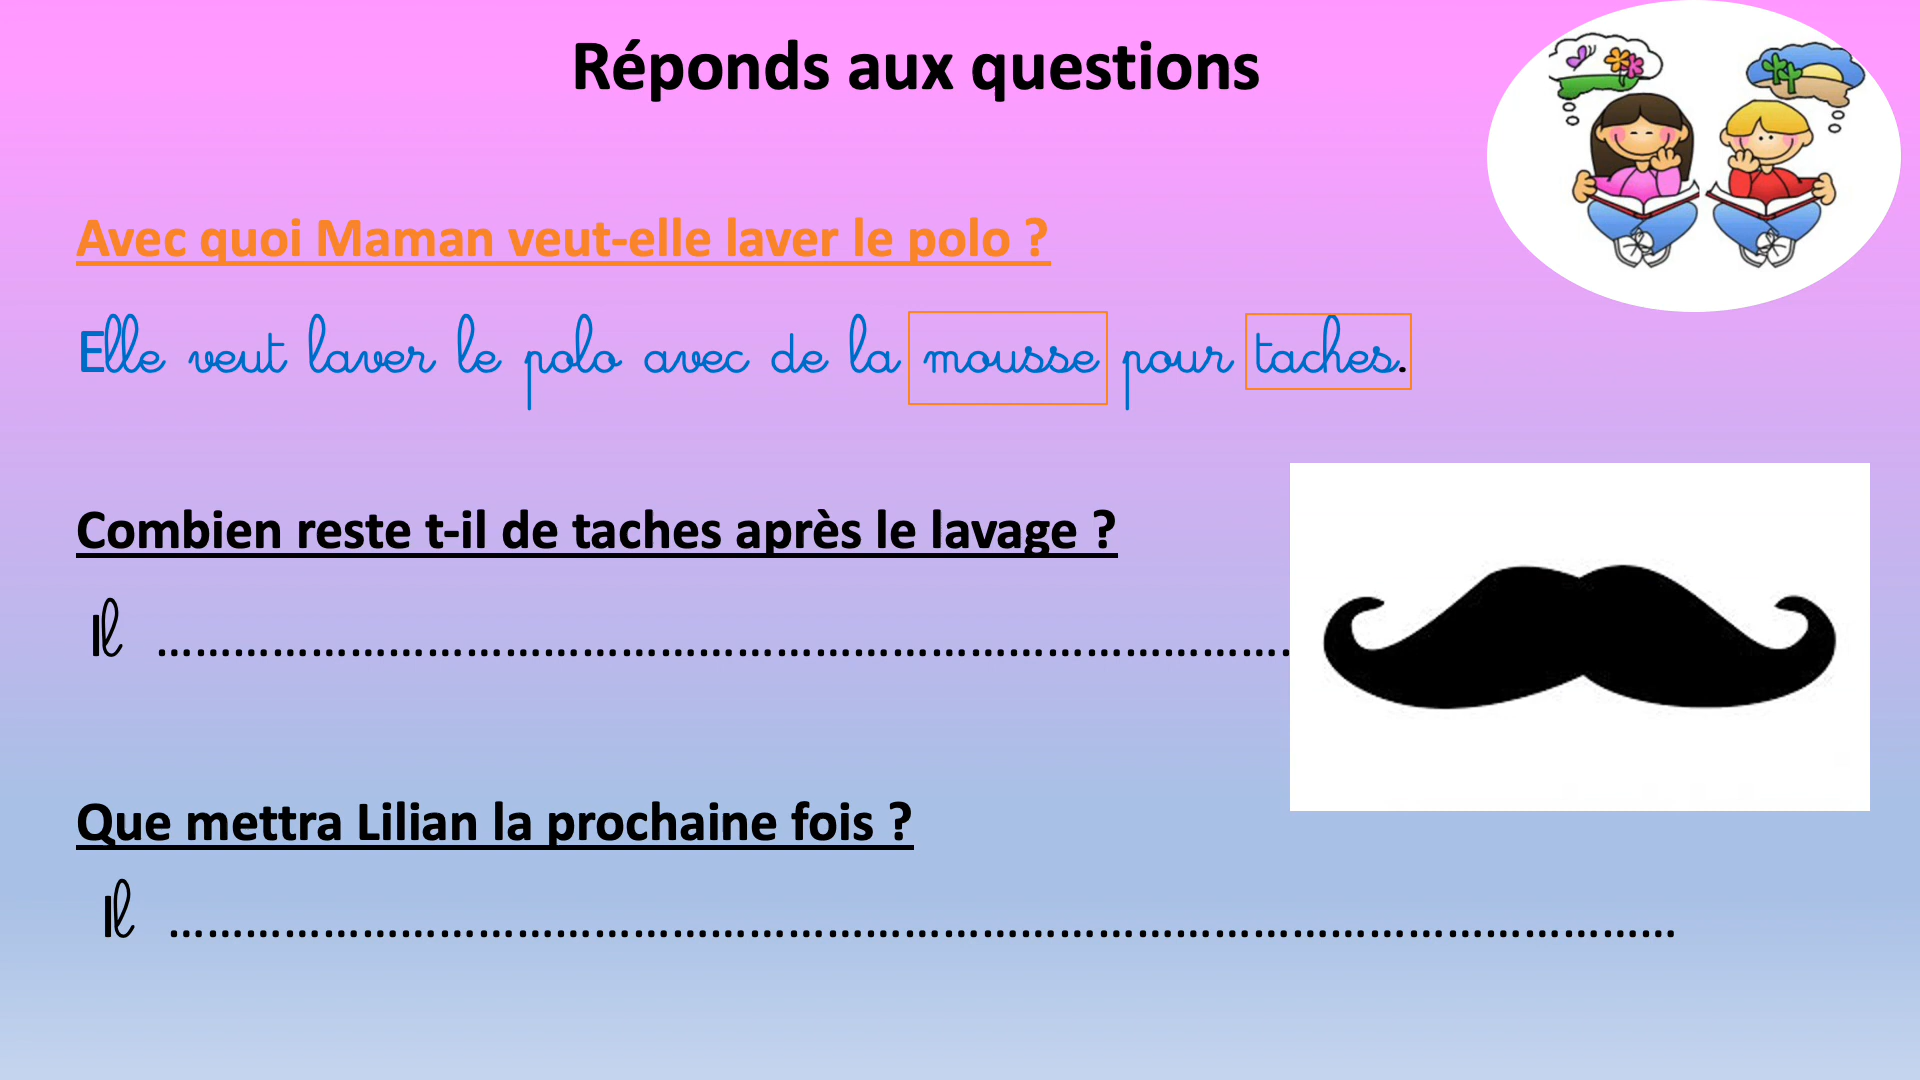 Réponds aux questions
Avec quoi Maman veut-elle laver le polo ?
Elle veut laver le polo avec de la mousse pour taches.
Combien reste t-il de taches après le lavage ?
Il ……………………………………………………………………………
Que mettra Lilian la prochaine fois ?
Il ………………………………………………………………………………………………………